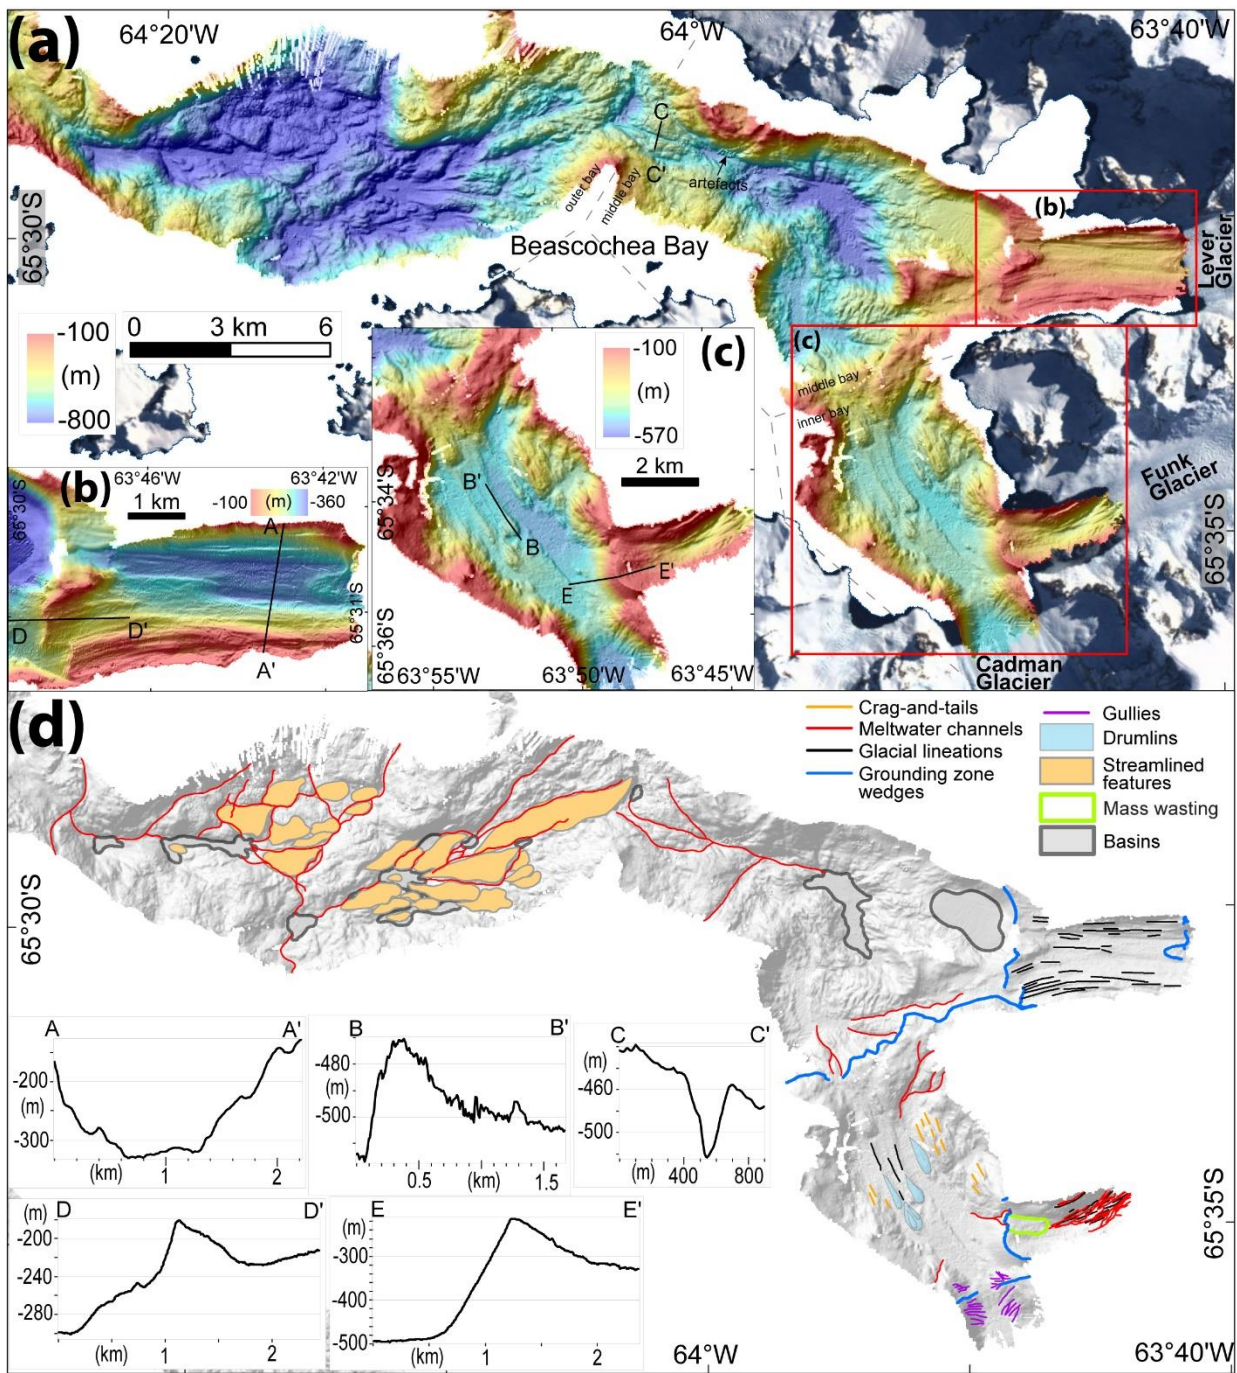 (a)
64°20'W
64°W
63°40'W
C
C'
artefacts
outer bay
middle bay
Beascochea Bay
65°30'S
(b)
Lever
Glacier
-100
(m)
-800
0 3 km 6
(c)
-100
(m)
-570
2 km
(c)
middle bay
inner bay
Funk
Glacier
65°35'S
Cadman
Glacier
65°34'S
65°36'S
B'
B
E
E'
63°55'W
63°50'W
63°45'W
(b)
63°46'W
63°42'W
1 km
-100 (m) -360
65°30'S
65°31'S
A
A'
D
D'
(d)
Crag-and-tails
Meltwater channels
Glacial lineations
Grounding zone
wedges
Gullies
Drumlins
Streamlined
features
Mass wasting
Basins
65°30'S
65°35'S
A
A'
-200
(m)
-300
(km)
1
2
B
B'
-480
(m)
-500
0.5
(km)
1.5
C
C'
(m)
-460
-500
(m)
400
800
D
D'
(m)
-200
-240
-280
(km)
1
2
E
E'
(m)
-300
-400
-500
(km)
1
2
64°W
63°40'W